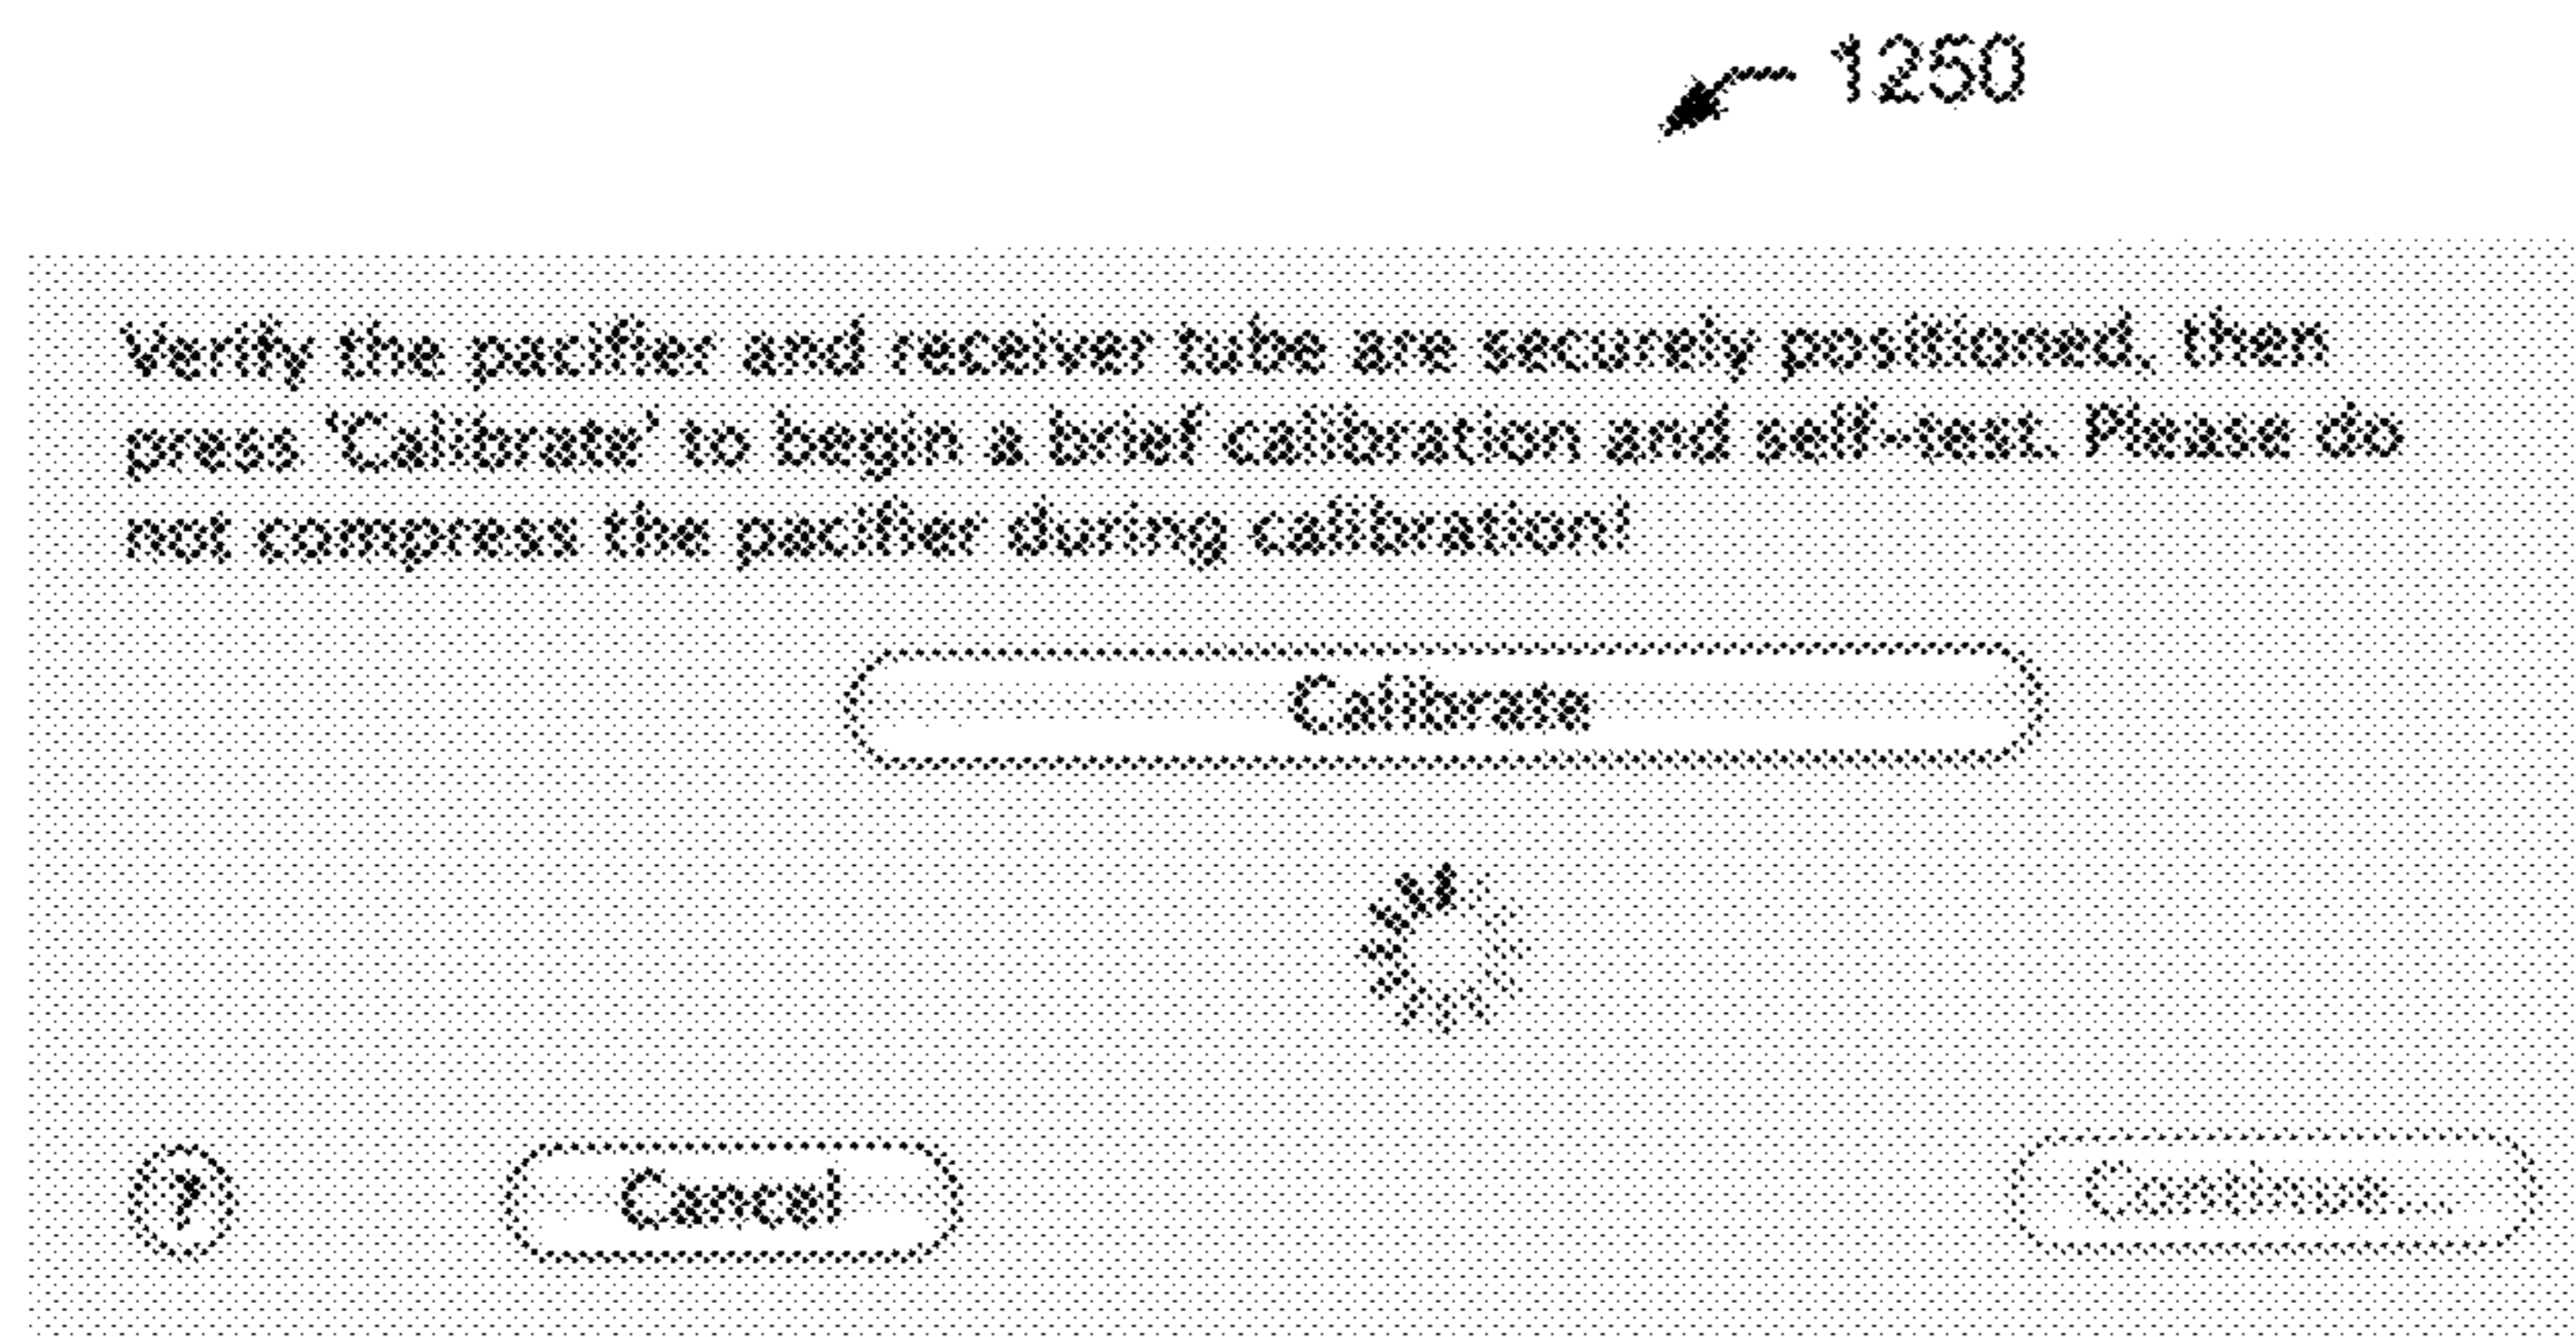 1250
Verify the pacifier and receiver tube are securely positioned, then
press 'Calibrate' to begin a brief calibration and self-test. Please do
not compress the pacifier during calibration!
Calibrate
?
Cancel
Continue...